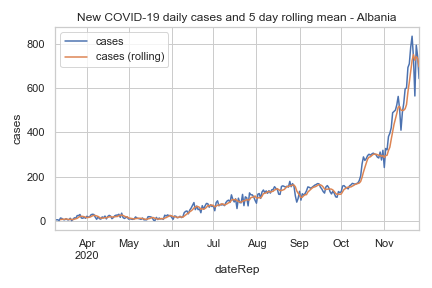 New COVID-19 daily cases and 5 day rolling mean - Albania
cases
cases (rolling)
800
600
400
200
0
cases
Apr
2020
May
Jun
Jul
Aug
Sep
Oct
Nov
dateRep